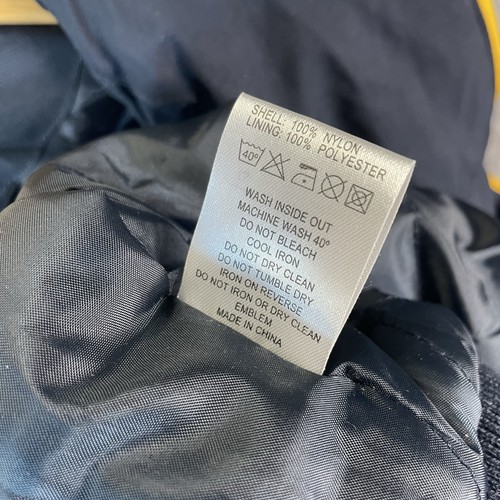 SHELL: 100% NYLON
LINING: 100% POLYESTER
40°
WASH INSIDE OUT
MACHINE WASH 40°
DO NOT BLEACH
COOL IRON
DO NOT DRY CLEAN
DO NOT TUMBLE DRY
IRON ON REVERSE
DO NOT IRON OR DRY CLEAN
EMBLEM
MADE IN CHINA